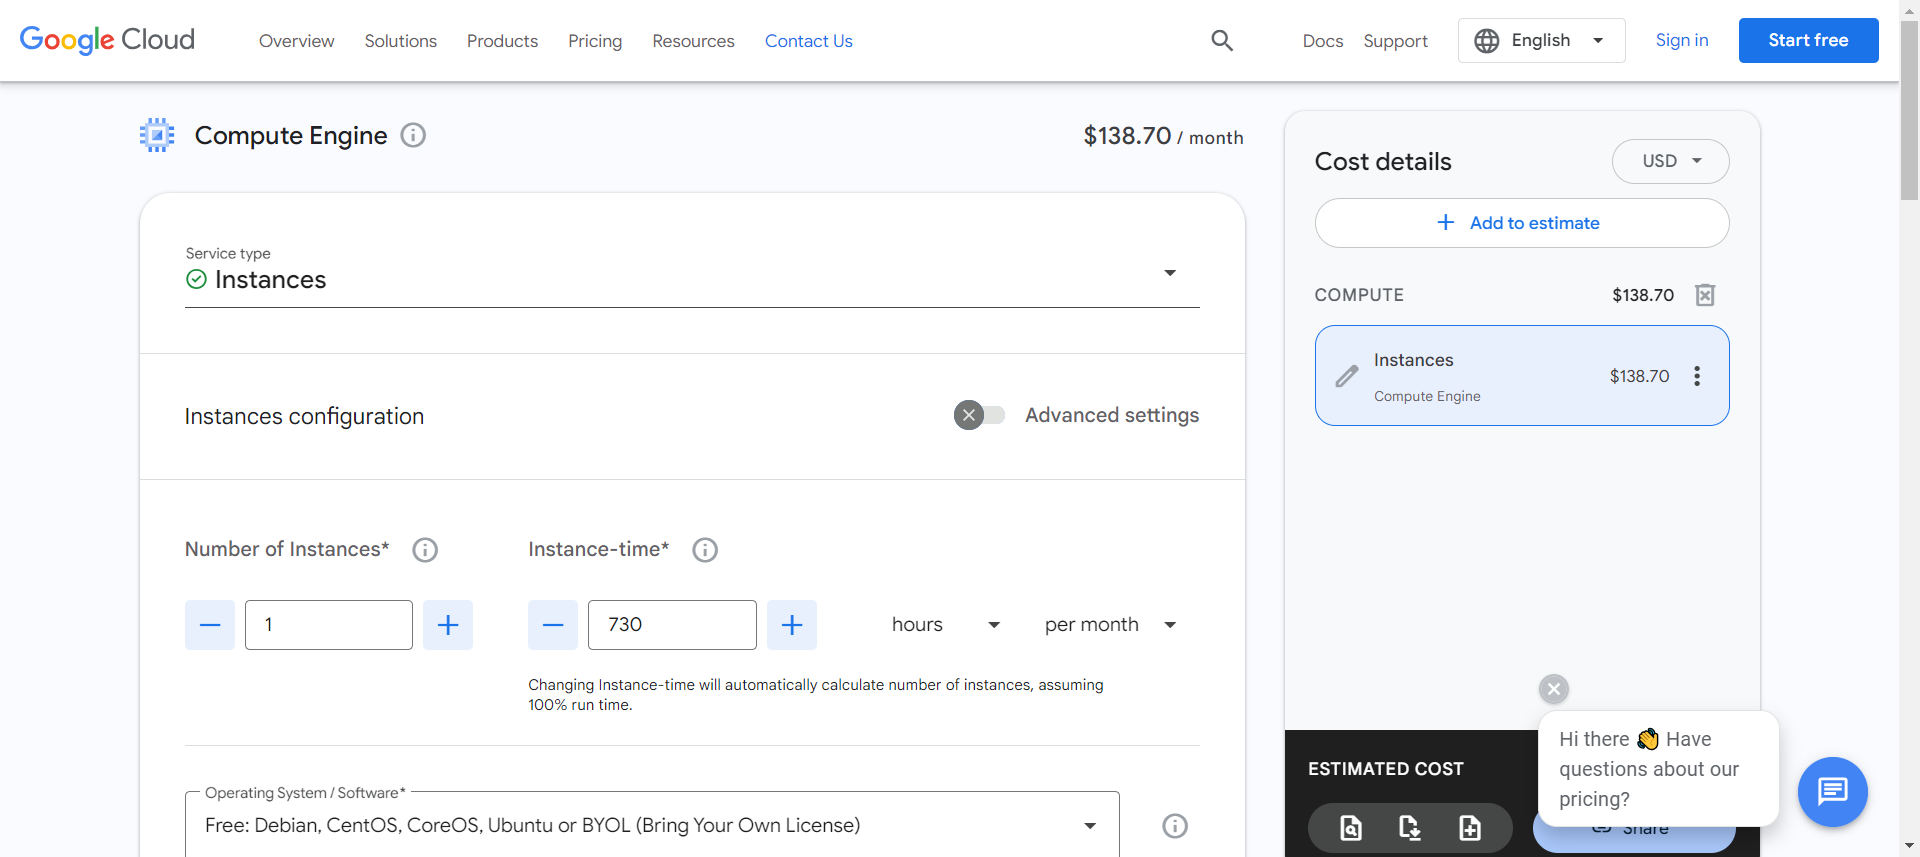 Google Cloud
Overview
Solutions
Products
Pricing
Resources
Contact Us
Docs
Support
English
Sign in
Start free
Compute Engine
$138.70 / month
Service type
Instances
Instances configuration
Advanced settings
Number of Instances*
Instance-time*
1
730
hours
per month
Changing Instance-time will automatically calculate number of instances, assuming
100% run time.
Operating System / Software*
Free: Debian, CentOS, CoreOS, Ubuntu or BYOL (Bring Your Own License)
Cost details
USD
Add to estimate
COMPUTE
$138.70
Instances
$138.70
Compute Engine
ESTIMATED COST
Share
Hi there 👋 Have
questions about our
pricing?